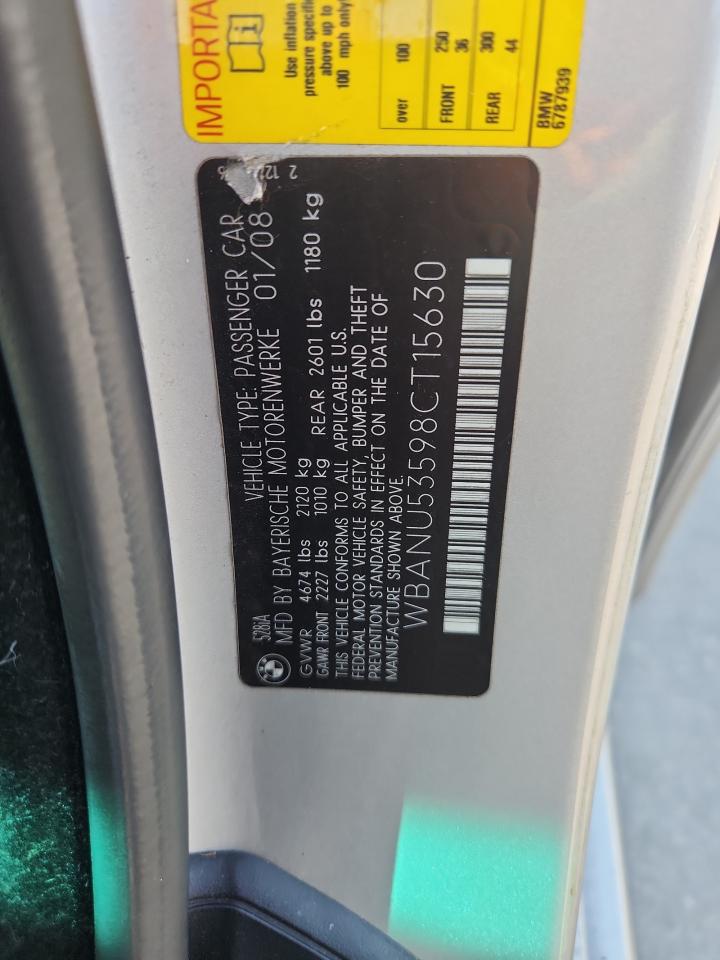 IMPORTA
Use inflation
pressure specifi
above up to
100 mph only
over 100
FRONT 250 36
REAR 300 44
BMW
6787939
528iA VEHICLE TYPE: PASSENGER CAR
MFD BY BAYERISCHE MOTORENWERKE 01/08
GVWR 4674 lbs 2120 kg
GAWR FRONT 2227 lbs 1010 kg REAR 2601 lbs 1180 kg
THIS VEHICLE CONFORMS TO ALL APPLICABLE U.S.
FEDERAL MOTOR VEHICLE SAFETY, BUMPER AND THEFT
PREVENTION STANDARDS IN EFFECT ON THE DATE OF
MANUFACTURE SHOWN ABOVE.
WBANU53598CT15630